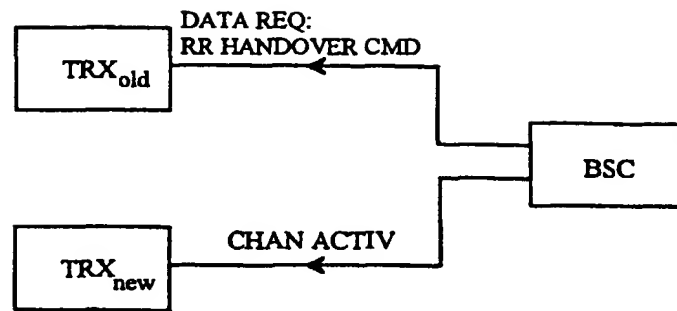 DATA REQ:
RR HANDOVER CMD
TRXold
BSC
CHAN ACTIV
TRXnew